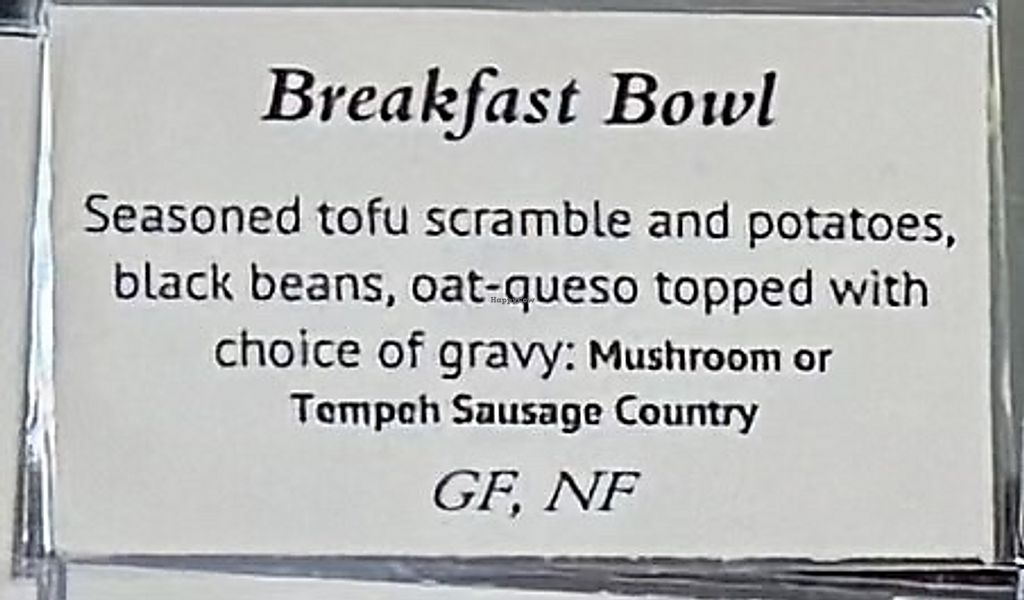 Breakfast Bowl
Seasoned tofu scramble and potatoes,
black beans, oat-queso topped with
HappyCow
choice of gravy: Mushroom or
Tempeh Sausage Country
GF, NF